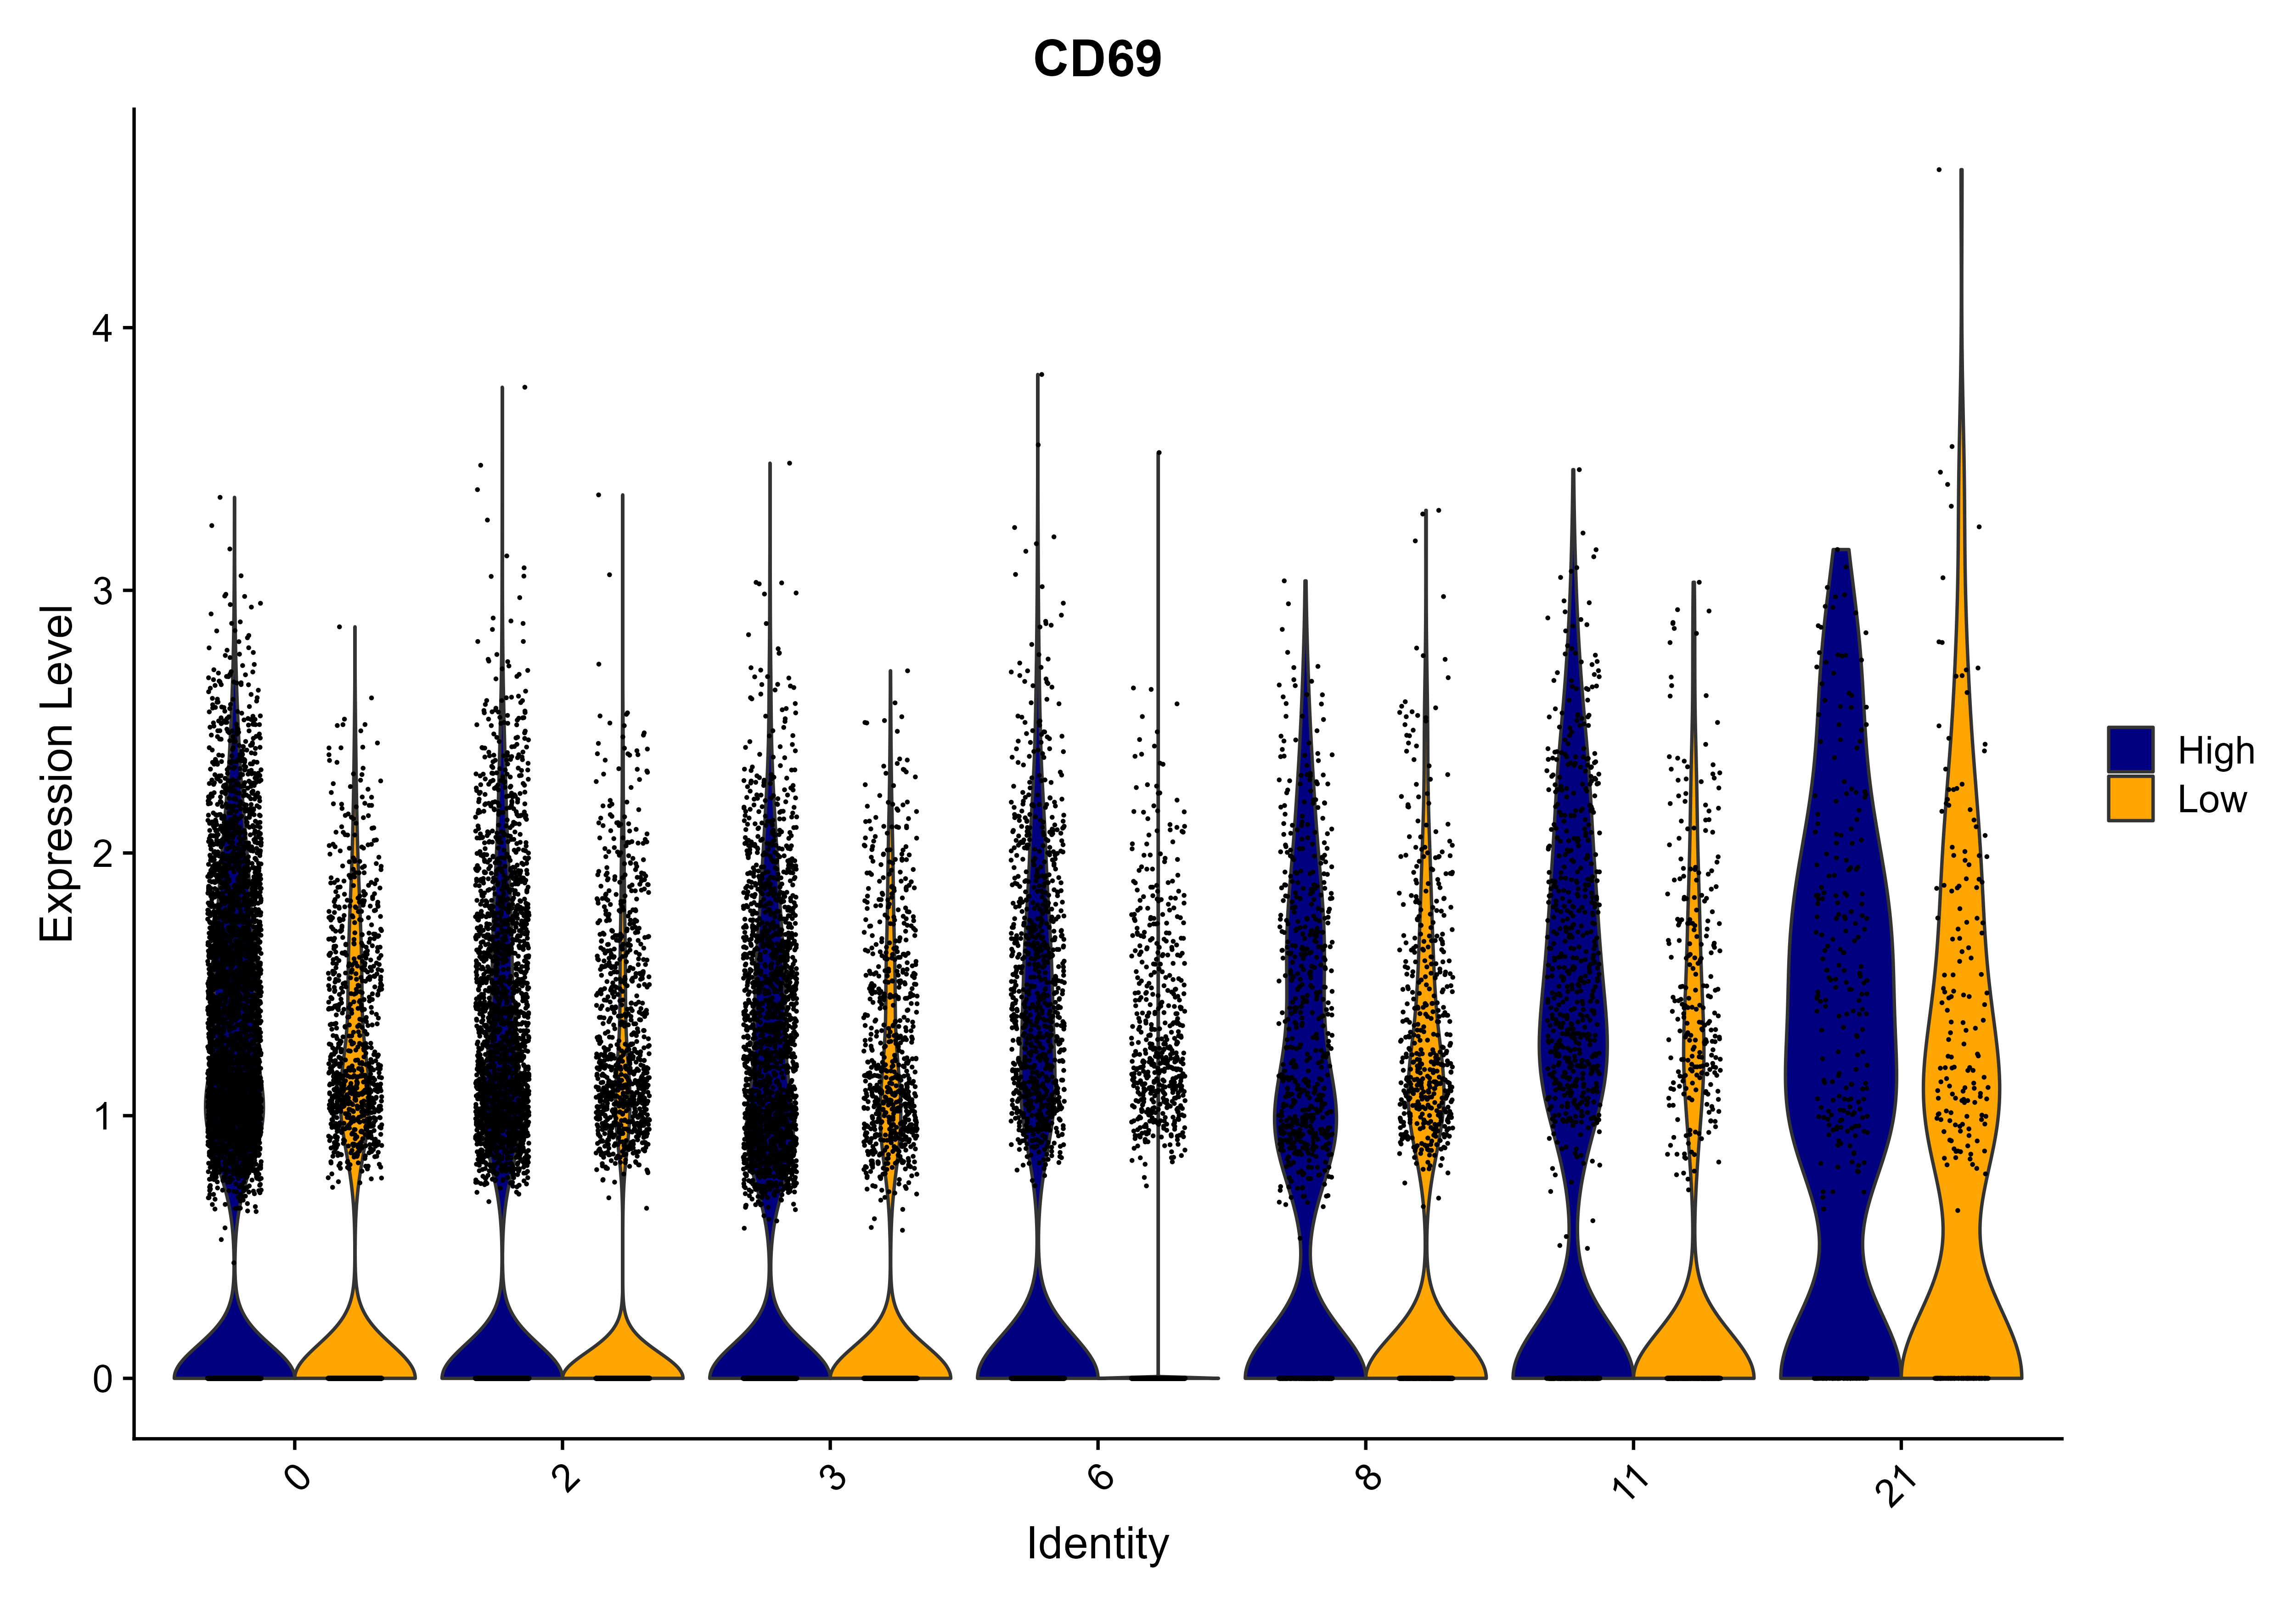 CD69
Expression Level
4
3
2
1
0
0 2 3 6 8 11 21
Identity
High
Low